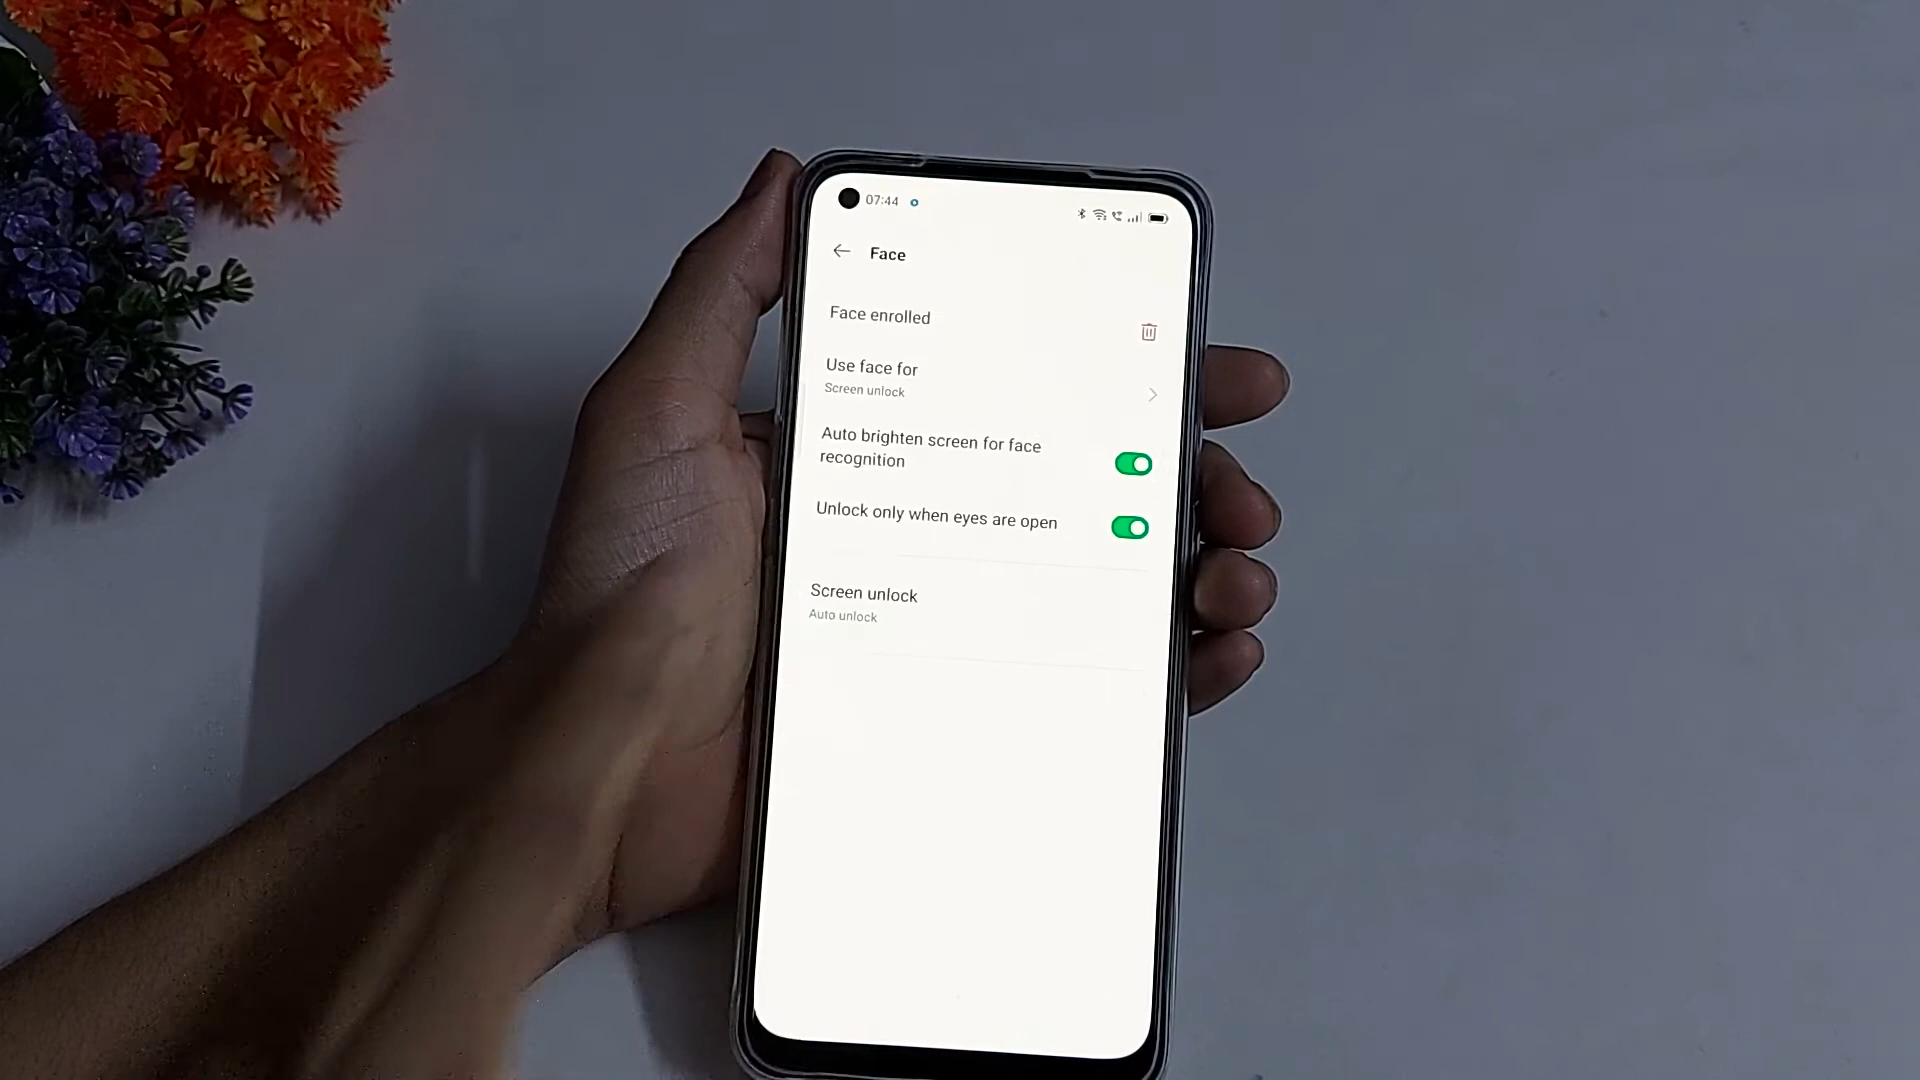 07:44
Face
Face enrolled
Use face for
Screen unlock
Auto brighten screen for face
recognition
Unlock only when eyes are open
Screen unlock
Auto unlock